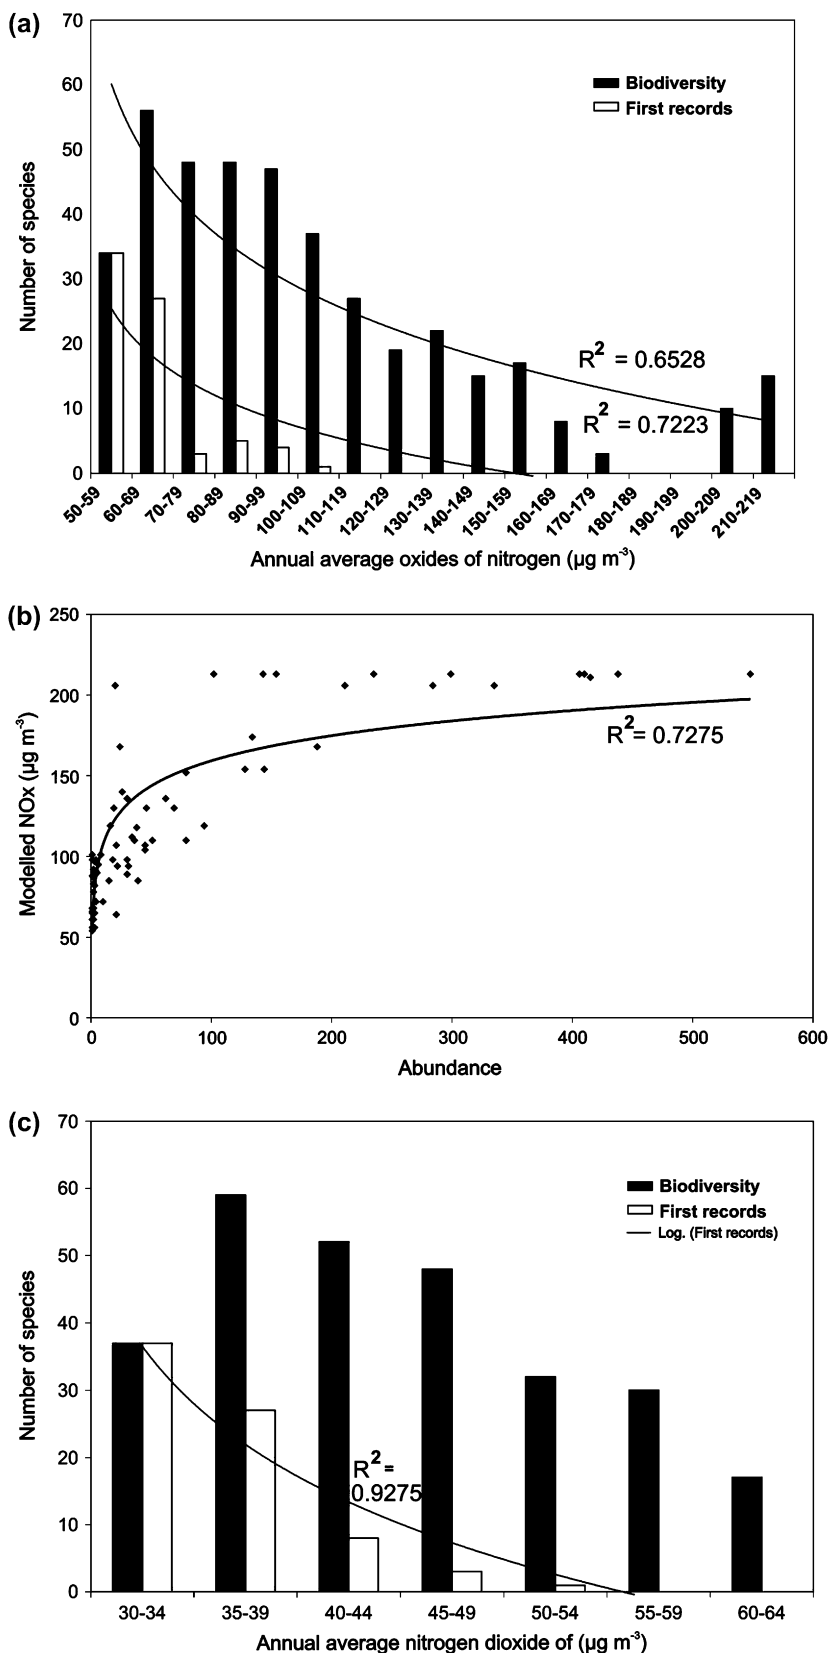 (a)
70
60
50
40
30
20
10
0
Number of species
Biodiversity
First records
R² = 0.6528
R² = 0.7223
50-59
60-69
70-79
80-89
90-99
100-109
110-119
120-129
130-139
140-149
150-159
160-169
170-179
180-189
190-199
200-209
210-219
Annual average oxides of nitrogen (µg m⁻³)
(b)
250
200
150
100
50
0
Modelled NOx (µg m⁻³)
R²= 0.7275
0 100 200 300 400 500 600
Abundance
(c)
70
60
50
40
30
20
10
0
Number of species
Biodiversity
First records
Log. (First records)
R² =
0.9275
30-34 35-39 40-44 45-49 50-54 55-59 60-64
Annual average nitrogen dioxide of (µg m⁻³)